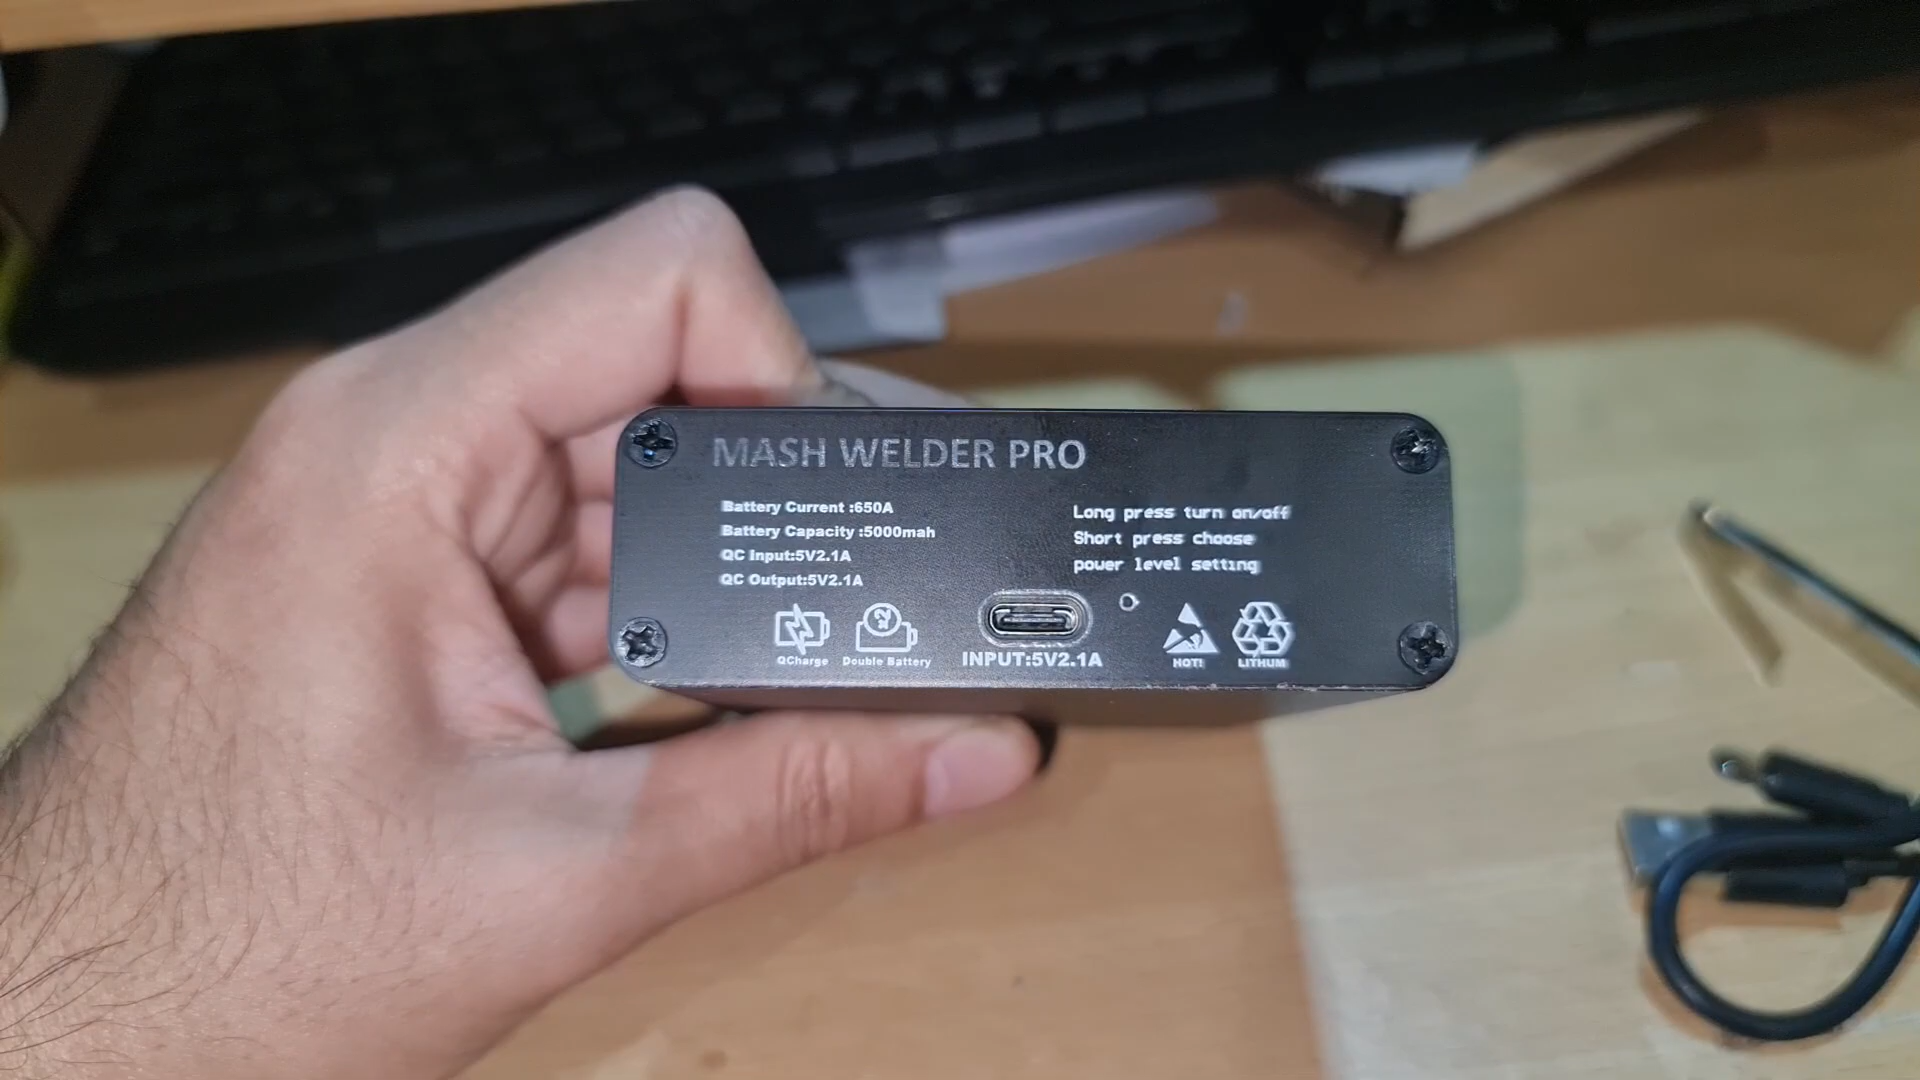 MASH WELDER PRO
Battery Current :650A
Battery Capacity :5000mah
QC Input:5V2.1A
QC Output:5V2.1A
Long press turn on/off
Short press choose
power level setting
x2
QCharge
Double Battery
INPUT:5V2.1A
HOT!
LITHUM